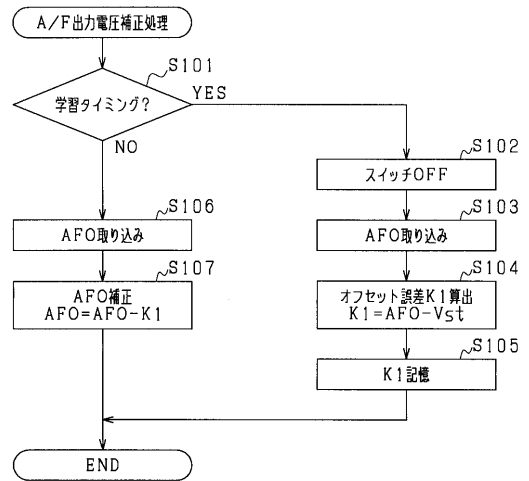 A/F出力電圧補正処理
S101
学習タイミング?
YES
NO
S102
スイッチOFF
S106
AFO取り込み
S103
AFO取り込み
S107
AFO補正
AFO=AFO-K1
S104
オフセット誤差K1算出
K1=AFO-Vst
S105
K1記憶
END